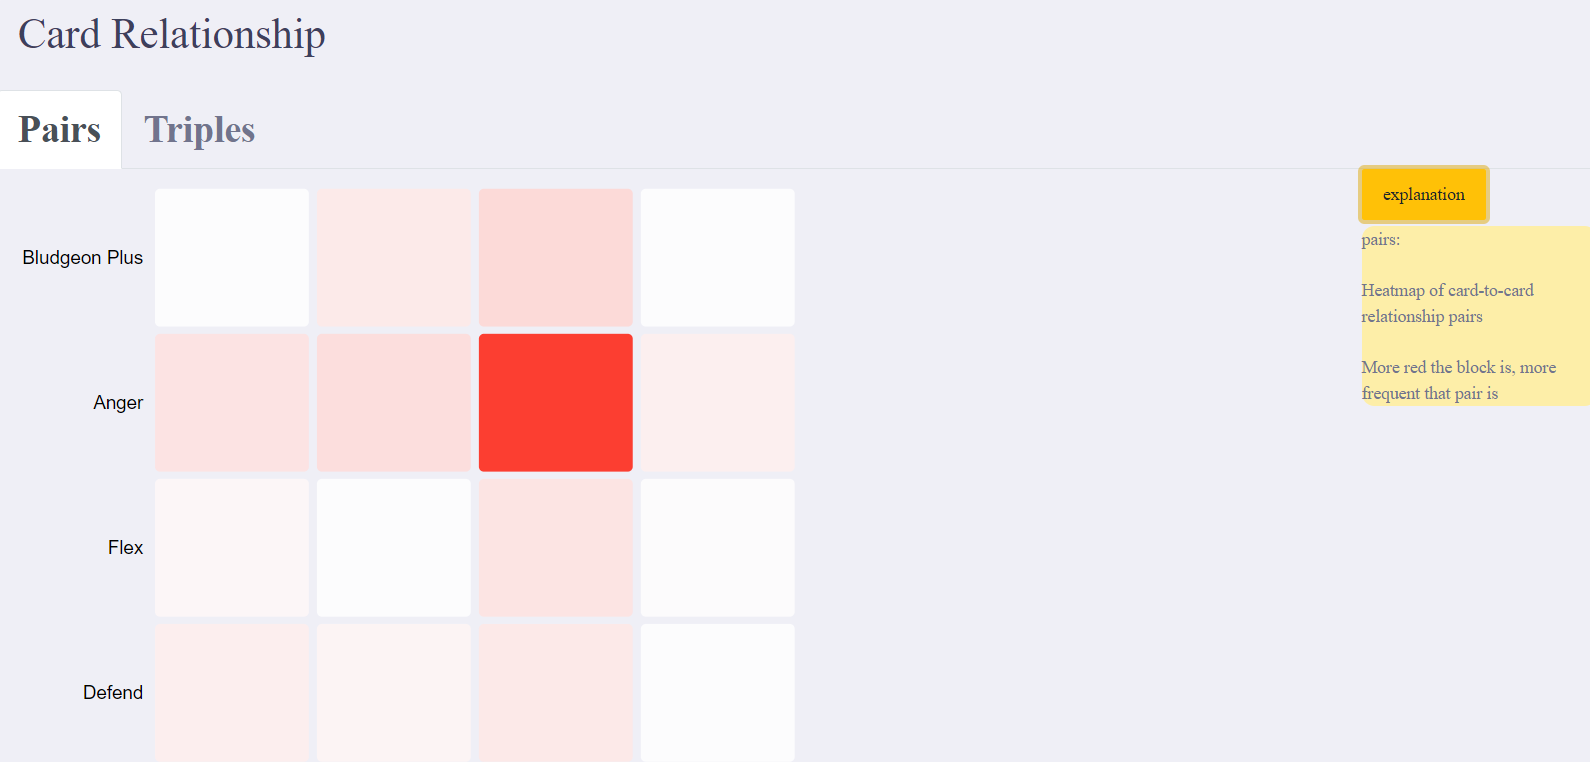 Card Relationship
Pairs
Triples
explanation
pairs:
Heatmap of card-to-card
relationship pairs
More red the block is, more
frequent that pair is
Bludgeon Plus
Anger
Flex
Defend